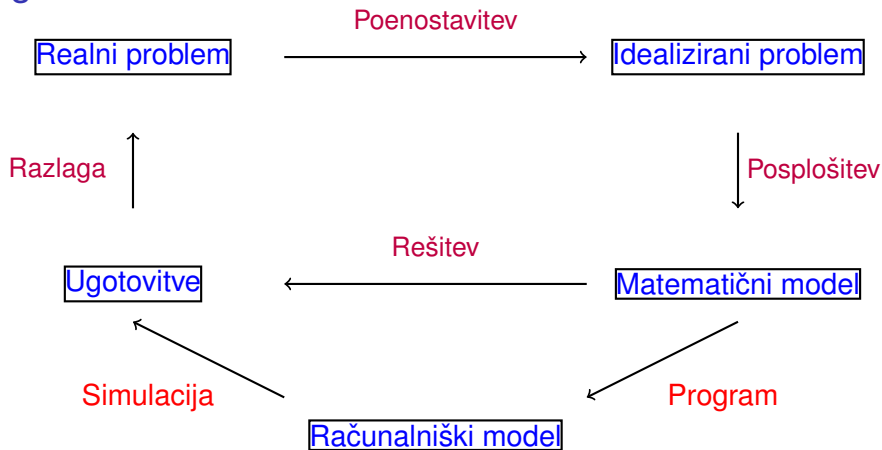 Poenostavitev
Realni problem
Idealizirani problem
Razlaga
Posplošitev
Rešitev
Ugotovitve
Matematični model
Simulacija
Program
Računalniški model